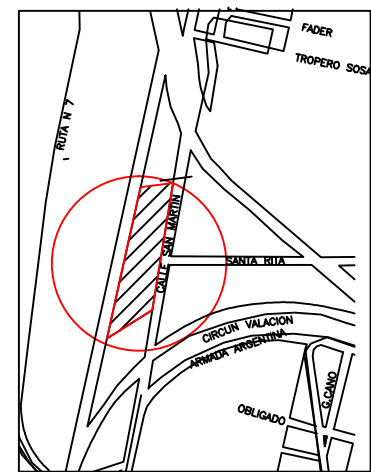 FADER
TROPERO SOSA
RUTA N 7
CALLE SAN MARTIN
SANTA RITA
CIRCUN VALACION
ARMADA ARGENTINA
G.CANO
OBLIGADO